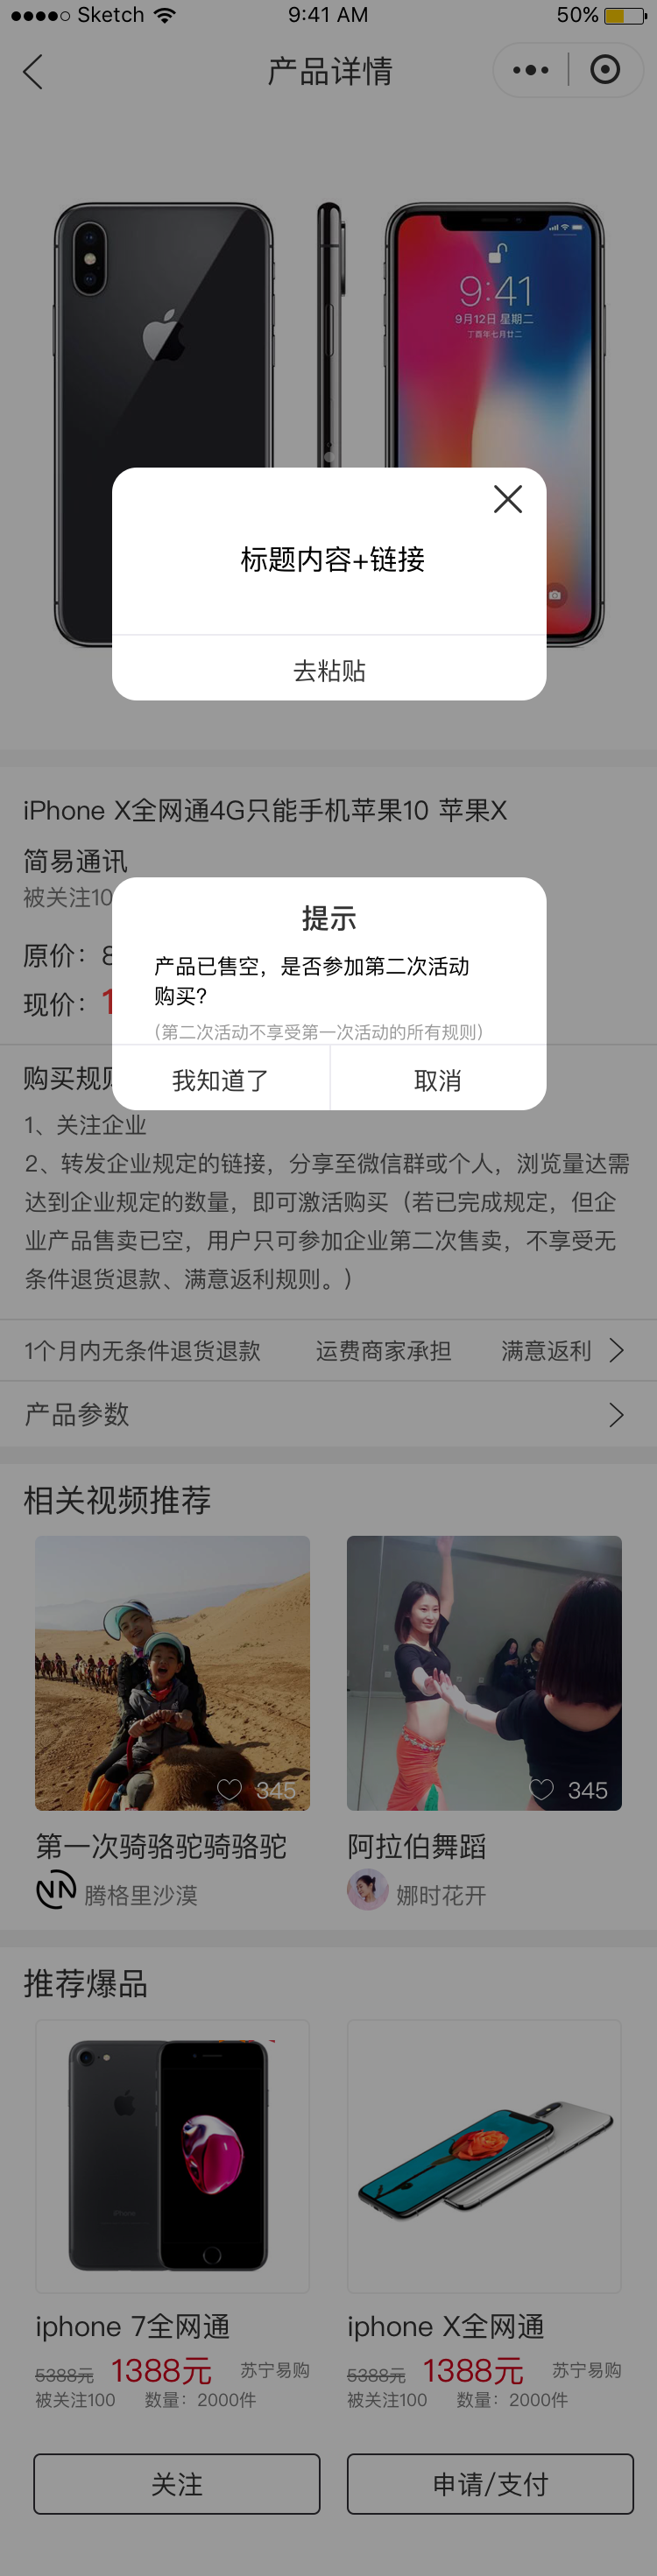 Sketch 9:41 AM 50%
产品详情
9:41
9月12日 星期二
丁酉年七月廿二
标题内容+链接
去粘贴
iPhone X全网通4G只能手机苹果10 苹果X
简易通讯
被关注10
提示
原价：8
产品已售空，是否参加第二次活动
购买？
现价：1
(第二次活动不享受第一次活动的所有规则)
购买规则
我知道了 取消
1、关注企业
2、转发企业规定的链接，分享至微信群或个人，浏览量达需
达到企业规定的数量，即可激活购买（若已完成规定，但企
业产品售卖已空，用户只可参加企业第二次售卖，不享受无
条件退货退款、满意返利规则。）
1个月内无条件退货退款 运费商家承担 满意返利
产品参数
相关视频推荐
345 345
第一次骑骆驼骑骆驼 阿拉伯舞蹈
腾格里沙漠 娜时花开
推荐爆品
iPhone
iphone 7全网通 iphone X全网通
5388元 1388元 苏宁易购 5388元 1388元 苏宁易购
被关注100 数量：2000件 被关注100 数量：2000件
关注 申请/支付